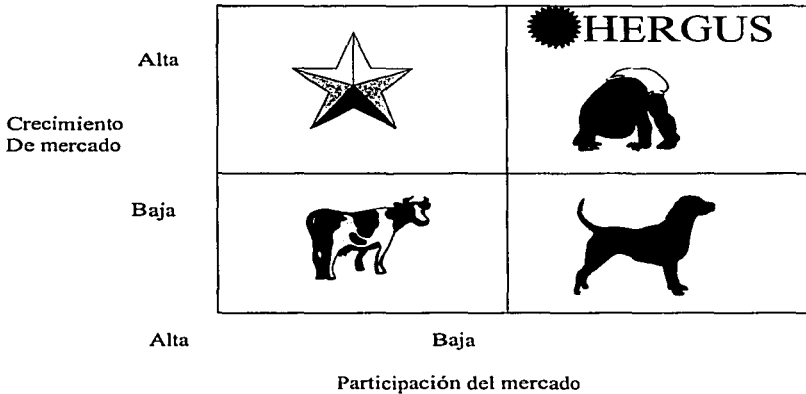 HERGUS
Alta
Crecimiento
De mercado
Baja
Alta
Baja
Participación del mercado